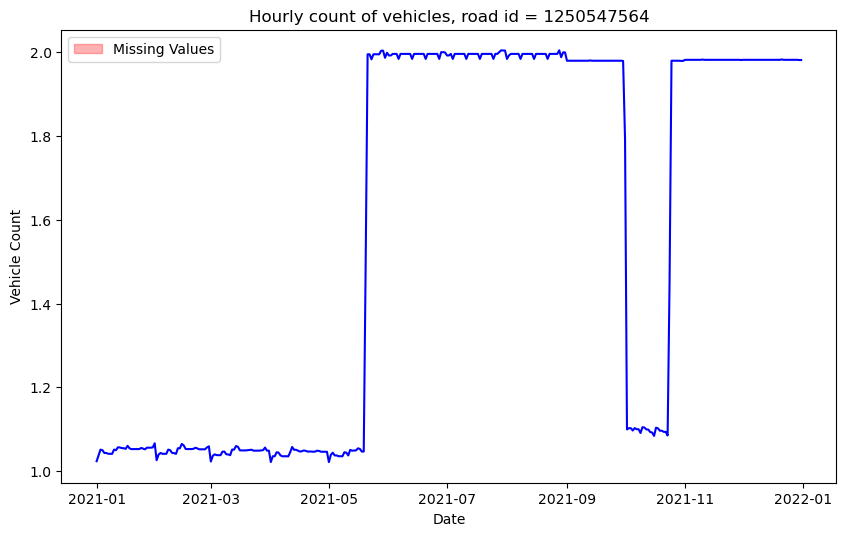 Hourly count of vehicles, road id = 1250547564
Missing Values
Vehicle Count
2.0
1.8
1.6
1.4
1.2
1.0
2021-01 2021-03 2021-05 2021-07 2021-09 2021-11 2022-01
Date